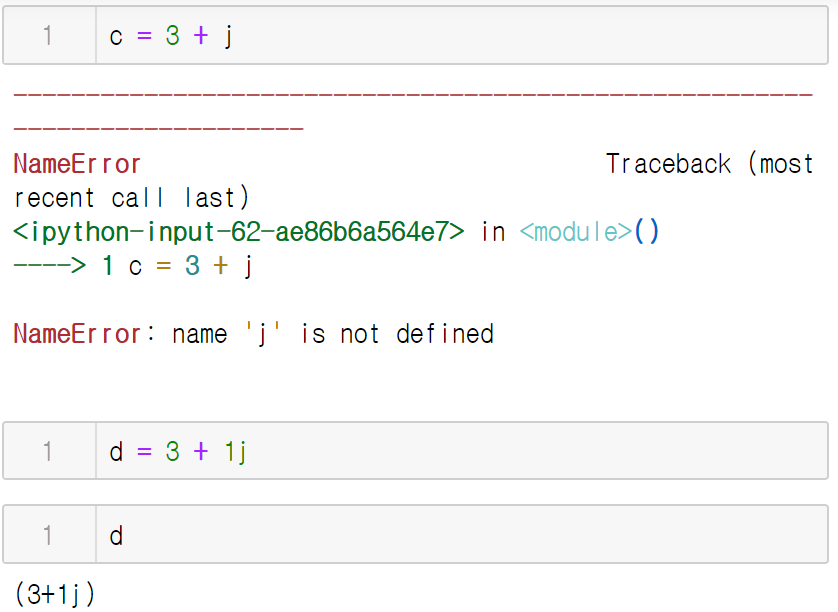 1 c = 3 + j
---------------------------------------------------------------------------
NameError Traceback (most
recent call last)
<ipython-input-62-ae86b6a564e7> in <module>()
----> 1 c = 3 + j
NameError: name 'j' is not defined
1 d = 3 + 1j
1 d
(3+1j)